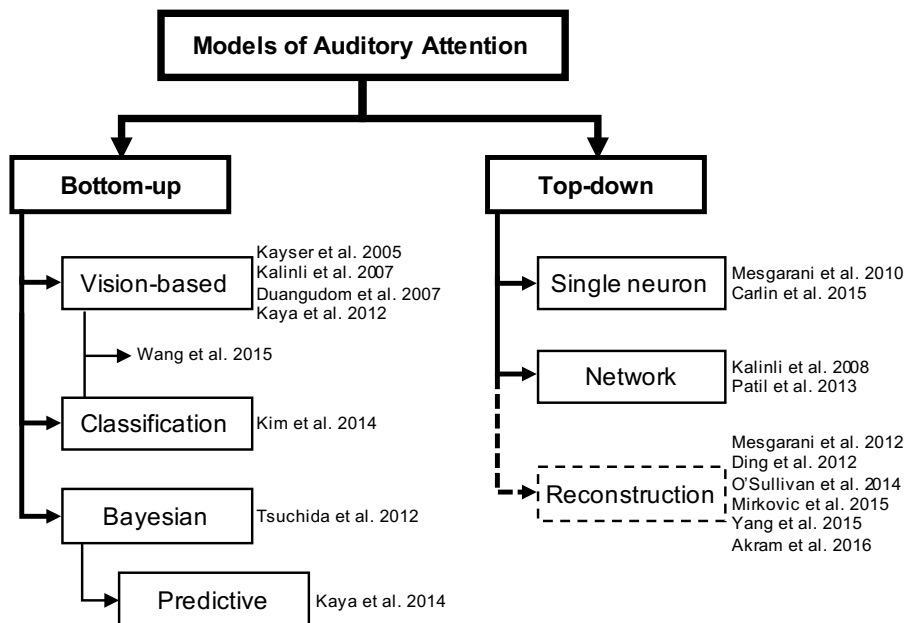 Models of Auditory Attention
Bottom-up
Vision-based
Kayser et al. 2005
Kalinli et al. 2007
Duangudom et al. 2007
Kaya et al. 2012
Wang et al. 2015
Classification
Kim et al. 2014
Bayesian
Tsuchida et al. 2012
Predictive
Kaya et al. 2014
Top-down
Single neuron
Mesgarani et al. 2010
Carlin et al. 2015
Network
Kalinli et al. 2008
Patil et al. 2013
Reconstruction
Mesgarani et al. 2012
Ding et al. 2012
O'Sullivan et al. 2014
Mirkovic et al. 2015
Yang et al. 2015
Akram et al. 2016